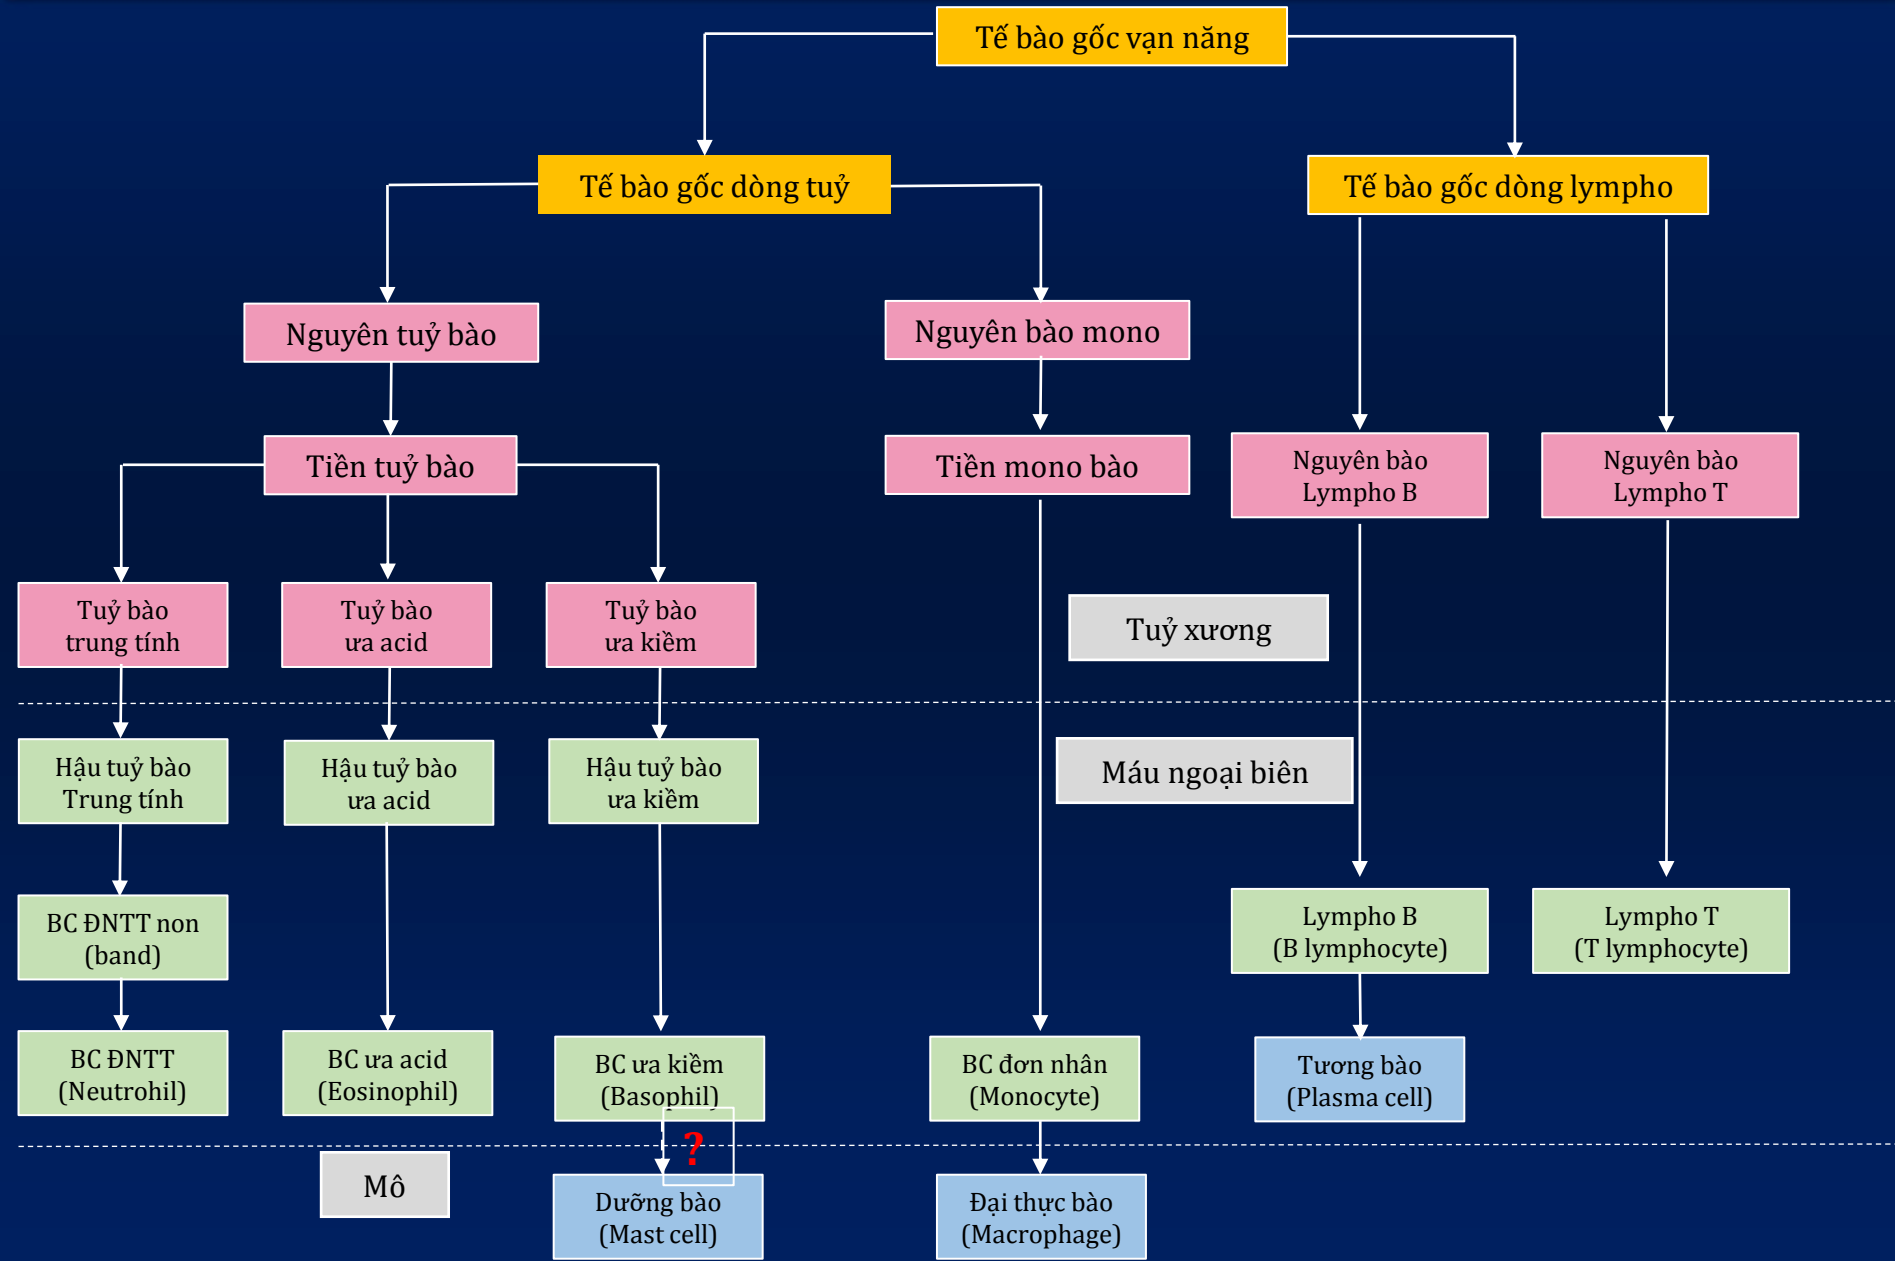 Tế bào gốc vạn năng
Tế bào gốc dòng tuỷ
Tế bào gốc dòng lympho
Nguyên tuỷ bào
Nguyên bào mono
Tiền tuỷ bào
Tiền mono bào
Nguyên bào
Lympho B
Nguyên bào
Lympho T
Tuỷ bào
trung tính
Tuỷ bào
ưa acid
Tuỷ bào
ưa kiềm
Tuỷ xương
Hậu tuỷ bào
Trung tính
Hậu tuỷ bào
ưa acid
Hậu tuỷ bào
ưa kiềm
Máu ngoại biên
BC ĐNTT non
(band)
Lympho B
(B lymphocyte)
Lympho T
(T lymphocyte)
BC ĐNTT
(Neutrohil)
BC ưa acid
(Eosinophil)
BC ưa kiềm
(Basophil)
BC đơn nhân
(Monocyte)
Tương bào
(Plasma cell)
?
Mô
Dưỡng bào
(Mast cell)
Đại thực bào
(Macrophage)